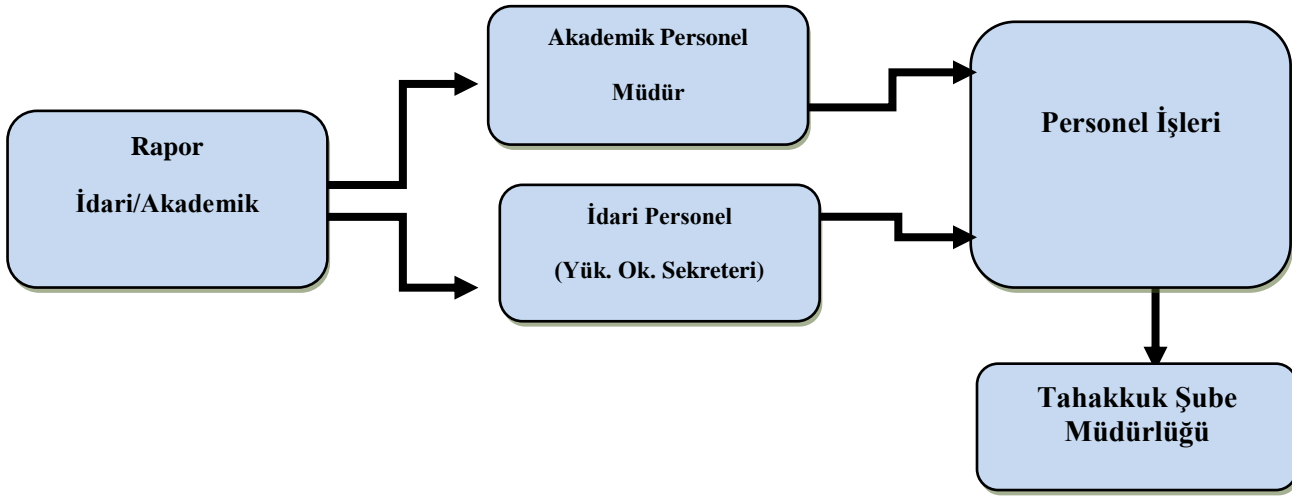 Rapor
İdari/Akademik
Akademik Personel
Müdür
İdari Personel
(Yük. Ok. Sekreteri)
Personel İşleri
Tahakkuk Şube
Müdürlüğü